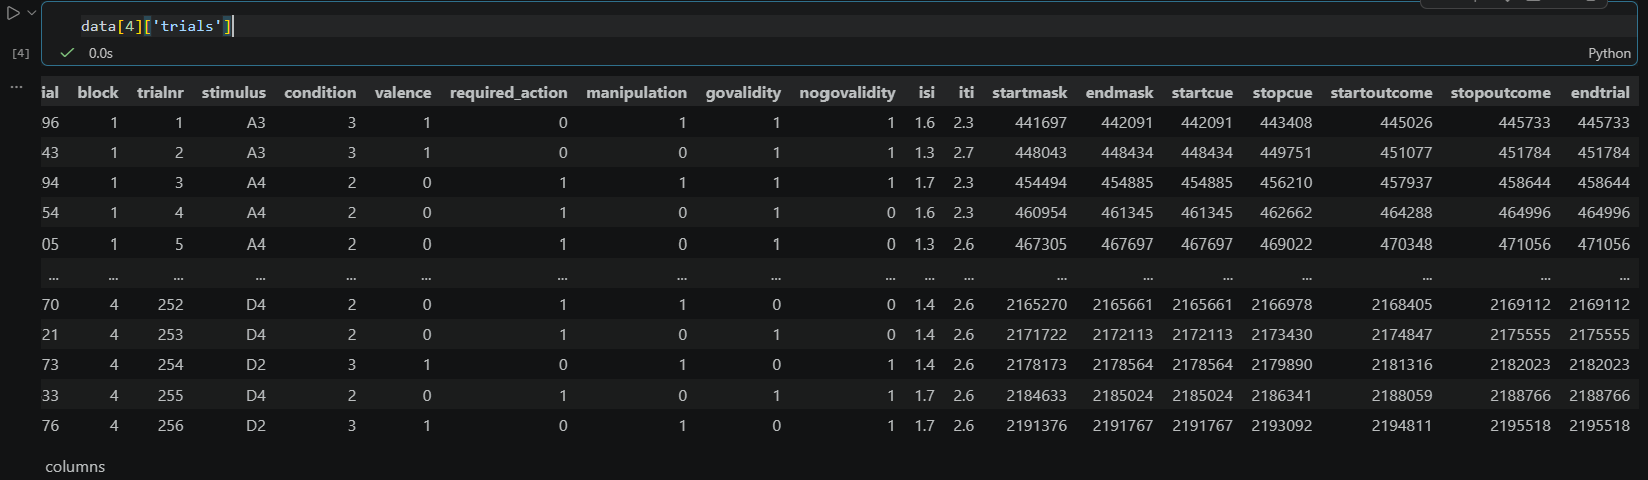 data[4]['trials']
[4] 0.0s Python
... ial block trialnr stimulus condition valence required_action manipulation govalidity nogovalidity isi iti startmask endmask startcue stopcue startoutcome stopoutcome endtrial
96 1 1 A3 3 1 0 1 1 1 1.6 2.3 441697 442091 442091 443408 445026 445733 445733
43 1 2 A3 3 1 0 0 1 1 1.3 2.7 448043 448434 448434 449751 451077 451784 451784
94 1 3 A4 2 0 1 1 1 1 1.7 2.3 454494 454885 454885 456210 457937 458644 458644
54 1 4 A4 2 0 1 0 1 0 1.6 2.3 460954 461345 461345 462662 464288 464996 464996
05 1 5 A4 2 0 1 0 1 0 1.3 2.6 467305 467697 467697 469022 470348 471056 471056
... ... ... ... ... ... ... ... ... ... ... ... ... ... ... ... ... ... ...
70 4 252 D4 2 0 1 1 0 0 1.4 2.6 2165270 2165661 2165661 2166978 2168405 2169112 2169112
21 4 253 D4 2 0 1 0 1 0 1.4 2.6 2171722 2172113 2172113 2173430 2174847 2175555 2175555
73 4 254 D2 3 1 0 1 0 1 1.4 2.6 2178173 2178564 2178564 2179890 2181316 2182023 2182023
33 4 255 D4 2 0 1 0 1 1 1.7 2.6 2184633 2185024 2185024 2186341 2188059 2188766 2188766
76 4 256 D2 3 1 0 1 0 1 1.7 2.6 2191376 2191767 2191767 2193092 2194811 2195518 2195518
columns